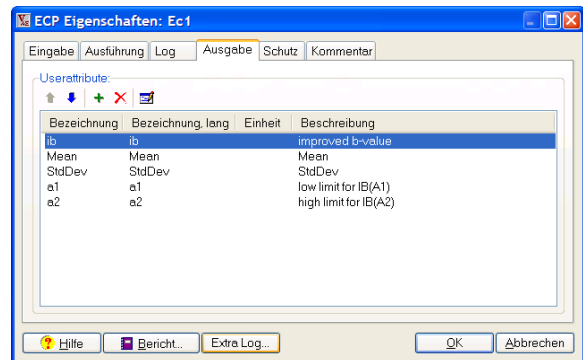 ECP Eigenschaften: Ec1
Eingabe Ausführung Log Ausgabe Schutz Kommentar
Userattribute:
Bezeichnung Bezeichnung, lang Einheit Beschreibung
ib ib improved b-value
Mean Mean Mean
StdDev StdDev StdDev
a1 a1 low limit for IB(A1)
a2 a2 high limit for IB(A2)
Hilfe Bericht... Extra Log... OK Abbrechen